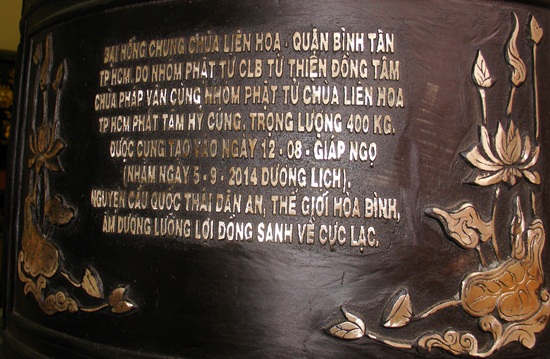 ĐẠI HỒNG CHUNG CHÙA LIÊN HOA - QUẬN BÌNH TÂN
TP HCM. DO NHÓM PHẬT TỬ CLB TỪ THIỆN ĐỒNG TÂM
CHÙA PHÁP VÂN CÙNG NHÓM PHẬT TỬ CHÙA LIÊN HOA
TP HCM PHÁT TÂM HỶ CÚNG, TRỌNG LƯỢNG 400 KG.
ĐƯỢC CUNG TẠO VÀO NGÀY 12 - 08 - GIÁP NGỌ
(NHẰM NGÀY 5 - 9 - 2014 DƯƠNG LỊCH),
NGUYỆN CẦU QUỐC THÁI DÂN AN, THẾ GIỚI HÒA BÌNH,
ÂM DƯƠNG LƯỠNG LỢI ĐỒNG SANH VỀ CỰC LẠC.